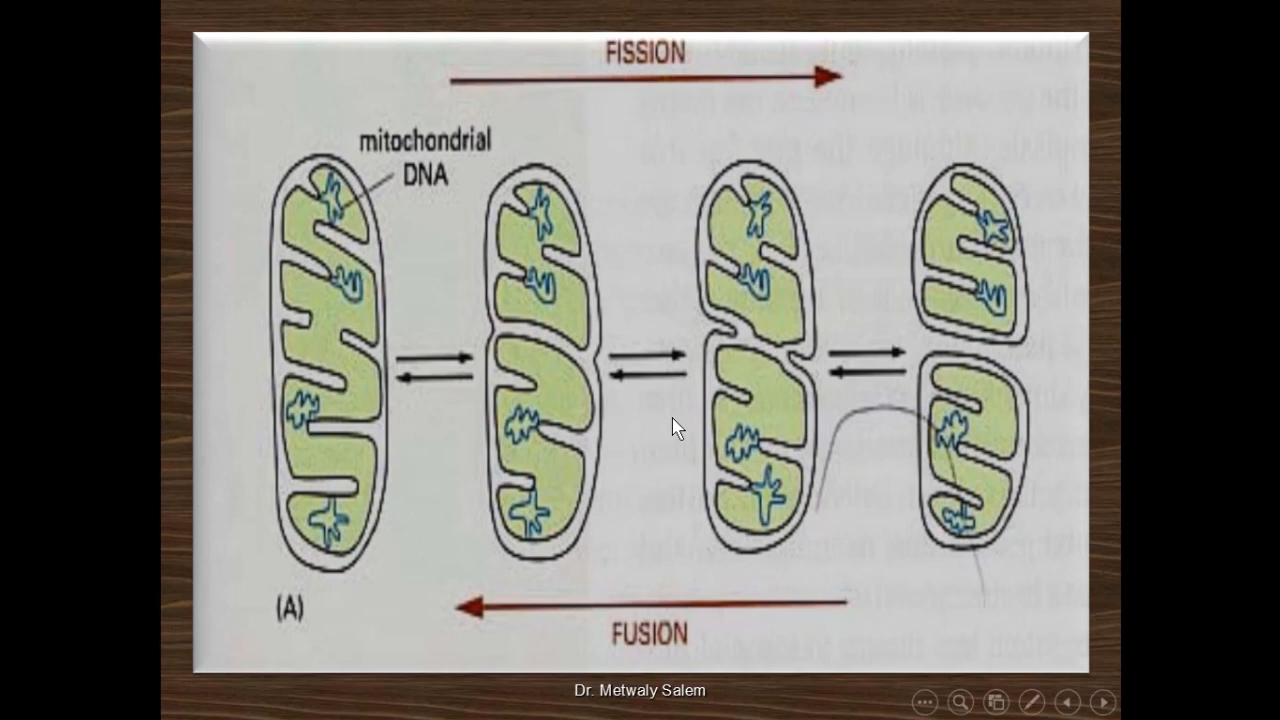 FISSION
mitochondrial
DNA
(A)
FUSION
Dr. Metwaly Salem